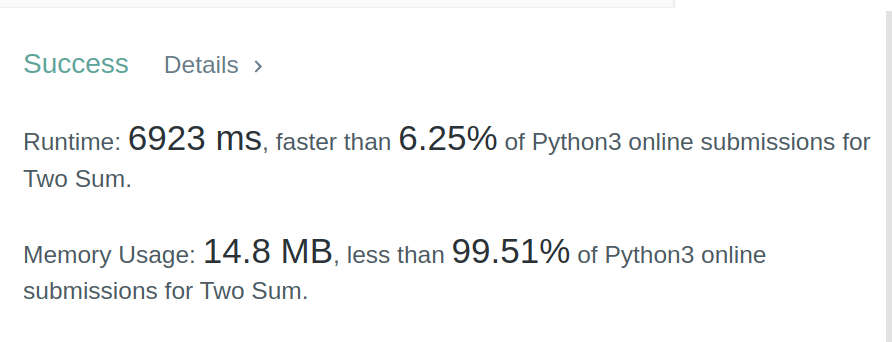 Success Details >
Runtime: 6923 ms, faster than 6.25% of Python3 online submissions for
Two Sum.
Memory Usage: 14.8 MB, less than 99.51% of Python3 online
submissions for Two Sum.